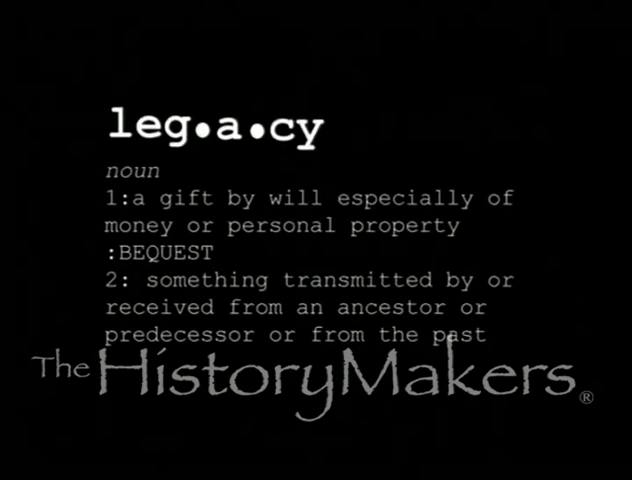 leg•a•cy
noun
1:a gift by will especially of
money or personal property
:BEQUEST
2: something transmitted by or
received from an ancestor or
predecessor or from the past
The HistoryMakers®